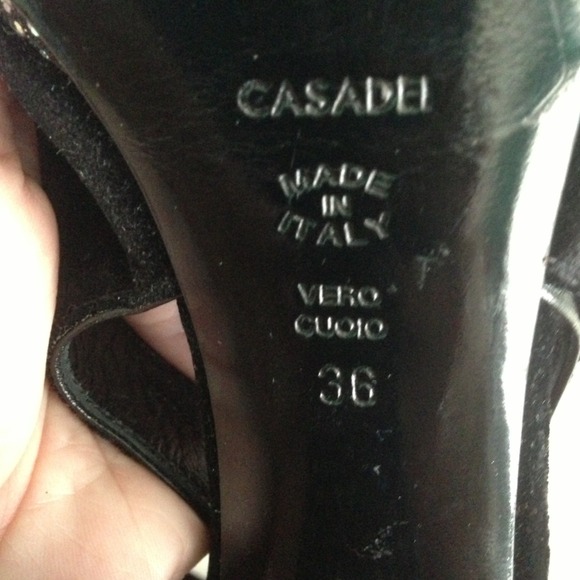 CASADEI
MADE
IN
ITALY
VERO
CUOIO
36